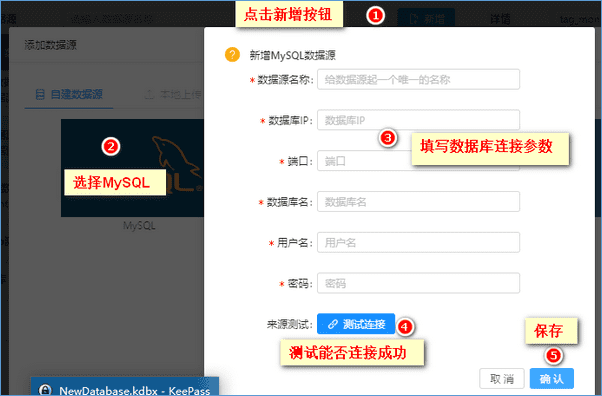 点击新增按钮
1
新增
详情
tag_mon
添加数据源
新增MySQL数据源
* 数据源名称:
给数据源起一个唯一的名称
自建数据源
本地上传
* 数据库IP:
数据库IP
2
3
填写数据库连接参数
* 端口:
端口
选择MySQL
MySQL
* 数据库名:
数据库名
* 用户名:
用户名
* 密码:
密码
来源测试:
测试连接
4
测试能否连接成功
保存
5
取 消
确 认
NewDatabase.kdbx - KeePass